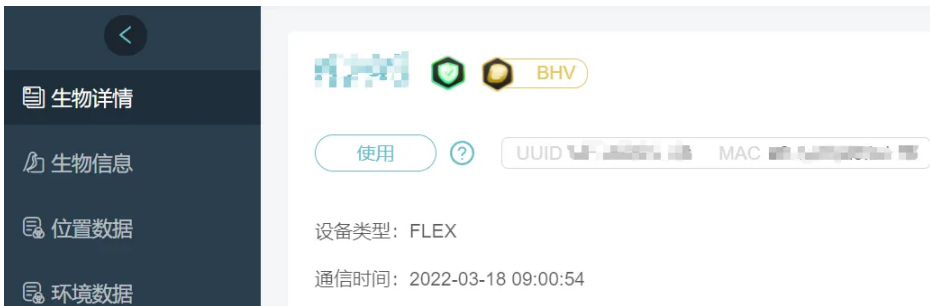 生物详情
生物信息
位置数据
环境数据
BHV
使用
UUID
MAC
设备类型：FLEX
通信时间：2022-03-18 09:00:54